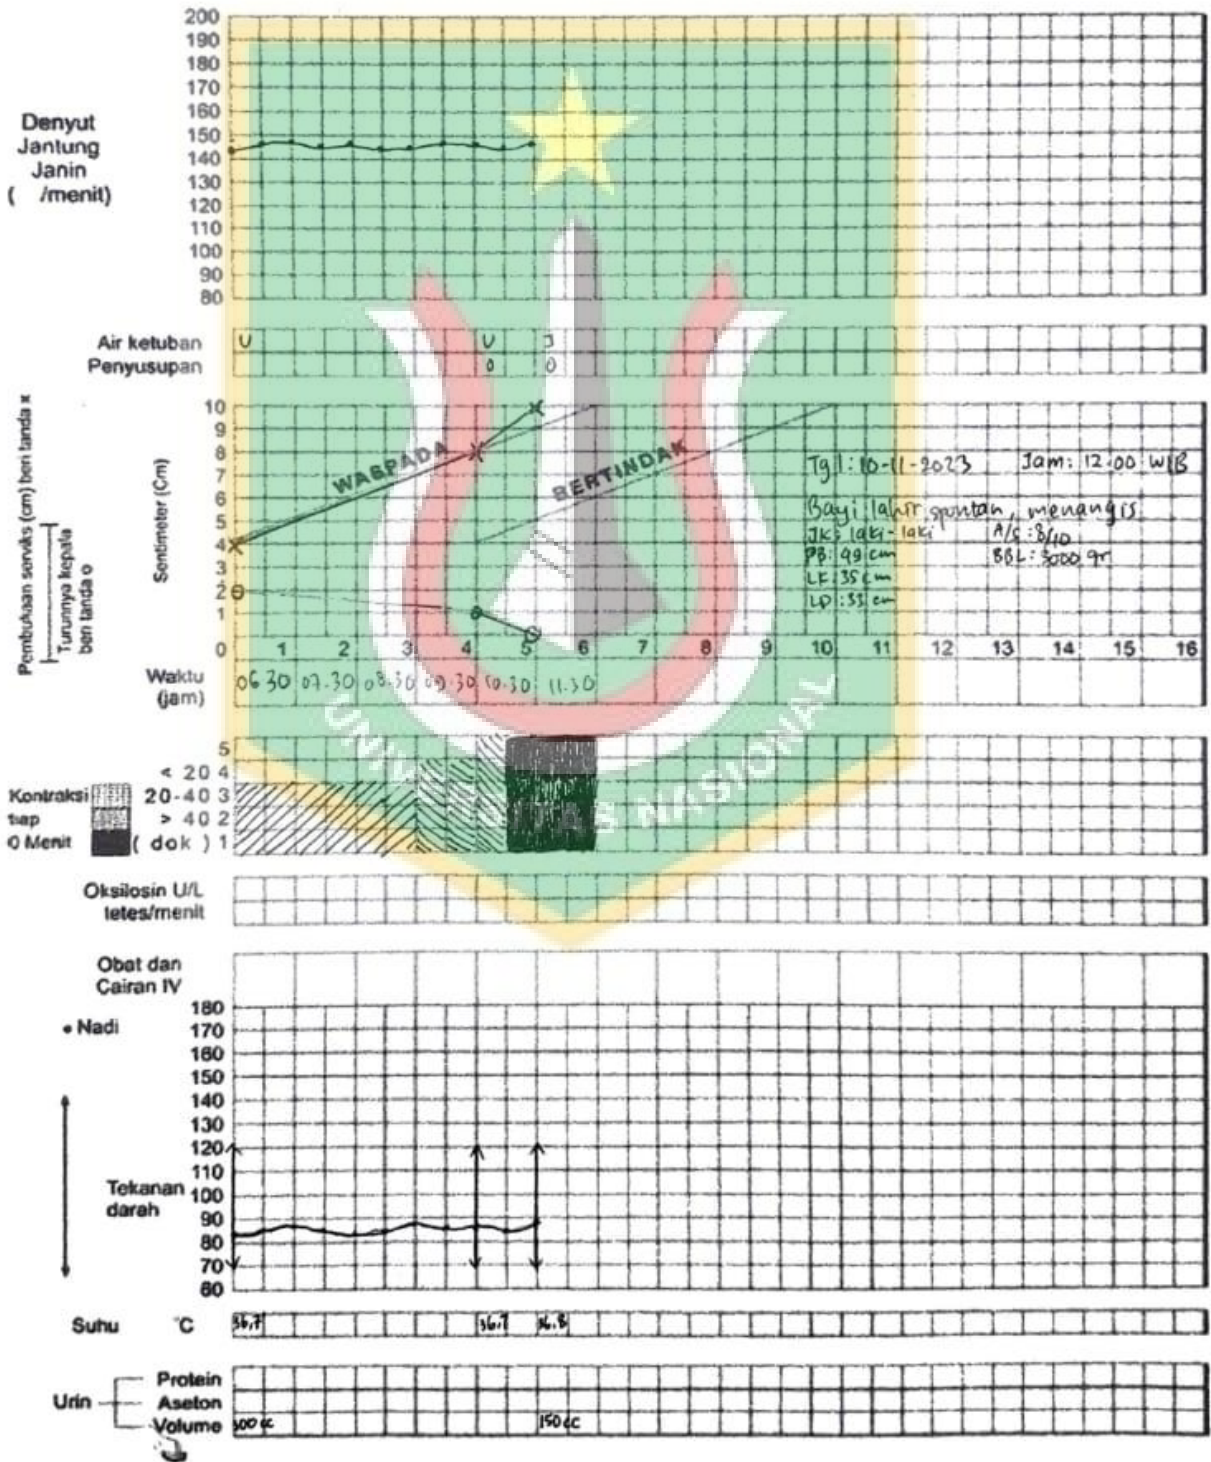 200
190
180
170
160
150
140
130
120
110
100
90
80
Denyut
Jantung
Janin
( /menit)
Air ketuban U U J
Penyusupan 0 0
Pembukaan serviks (cm) beri tanda x
Turunnya kepala
beri tanda o
Sentimeter (Cm)
10
9
8
7
6
5
4
3
2
1
0
WASPADA
BERTINDAK
Tgl : 10-11-2023 Jam : 12.00 WIB
Bayi lahir spontan, menangis
JK : laki-laki A/S : 8/10
PB : 49 cm BBL : 3000 gr
LK : 35 cm
LD : 33 cm
1 2 3 4 5 6 7 8 9 10 11 12 13 14 15 16
Waktu
(jam)
06.30 07.30 08.30 09.30 10.30 11.30
UNIVERSITAS NASIONAL
5
< 20 4
Kontraksi 20-40 3
tiap > 40 2
0 Menit ( dok ) 1
Oksilosin U/L
tetes/menit
Obat dan
Cairan IV
• Nadi
180
170
160
150
140
130
120
110
100
90
80
70
60
Tekanan
darah
Suhu °C 36,7 36,7 36,8
Urin
Protein
Aseton
Volume 300 cc 150 cc